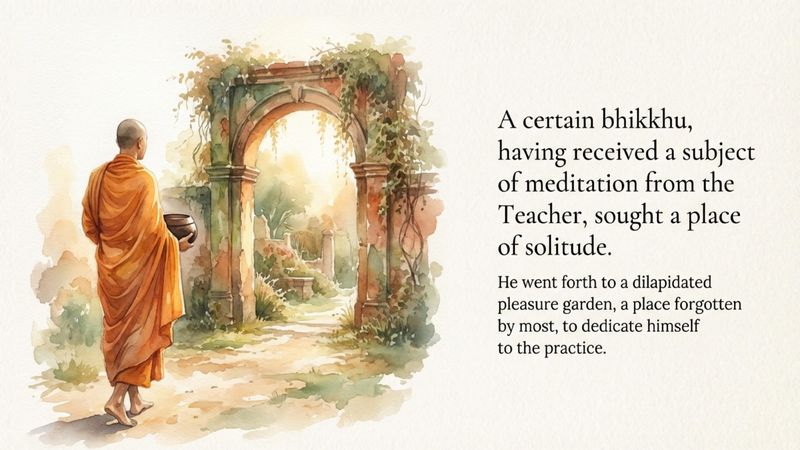 A certain bhikkhu,
having received a subject
of meditation from the
Teacher, sought a place
of solitude.
He went forth to a dilapidated
pleasure garden, a place forgotten
by most, to dedicate himself
to the practice.